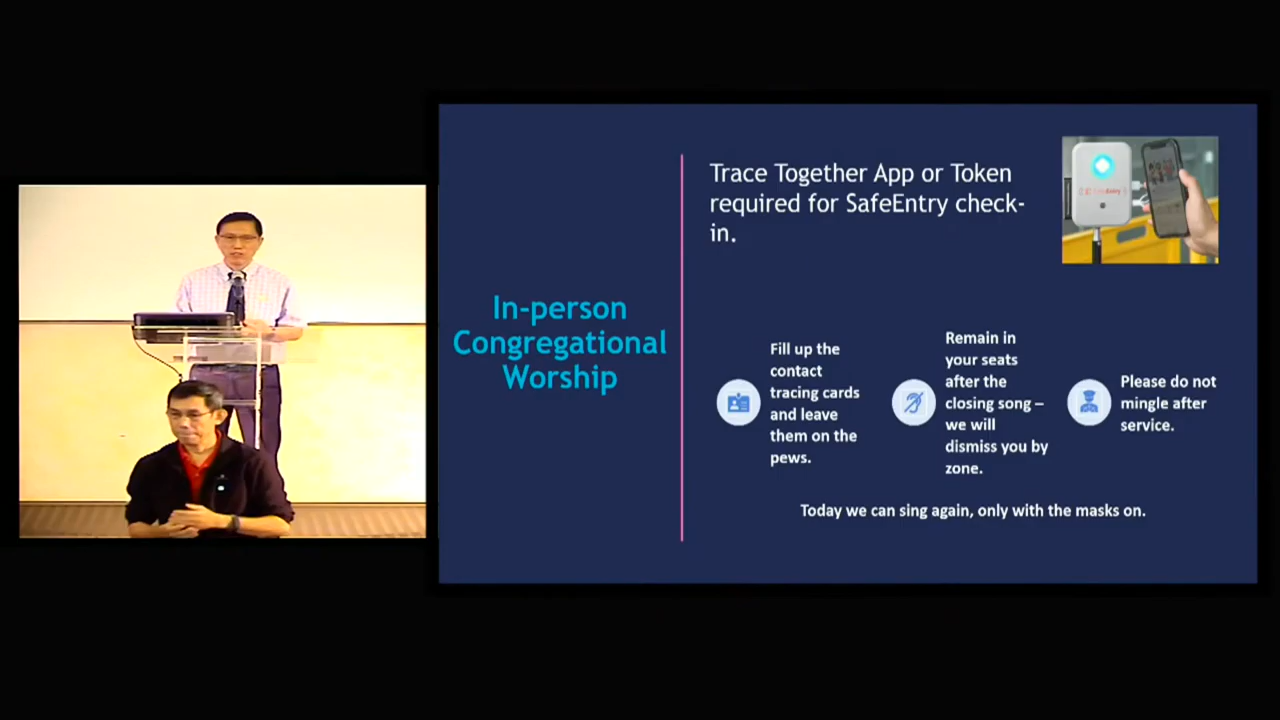 In-person
Congregational
Worship
Trace Together App or Token
required for SafeEntry check-
in.
Fill up the
contact
tracing cards
and leave
them on the
pews.
Remain in
your seats
after the
closing song –
we will
dismiss you by
zone.
Please do not
mingle after
service.
Today we can sing again, only with the masks on.